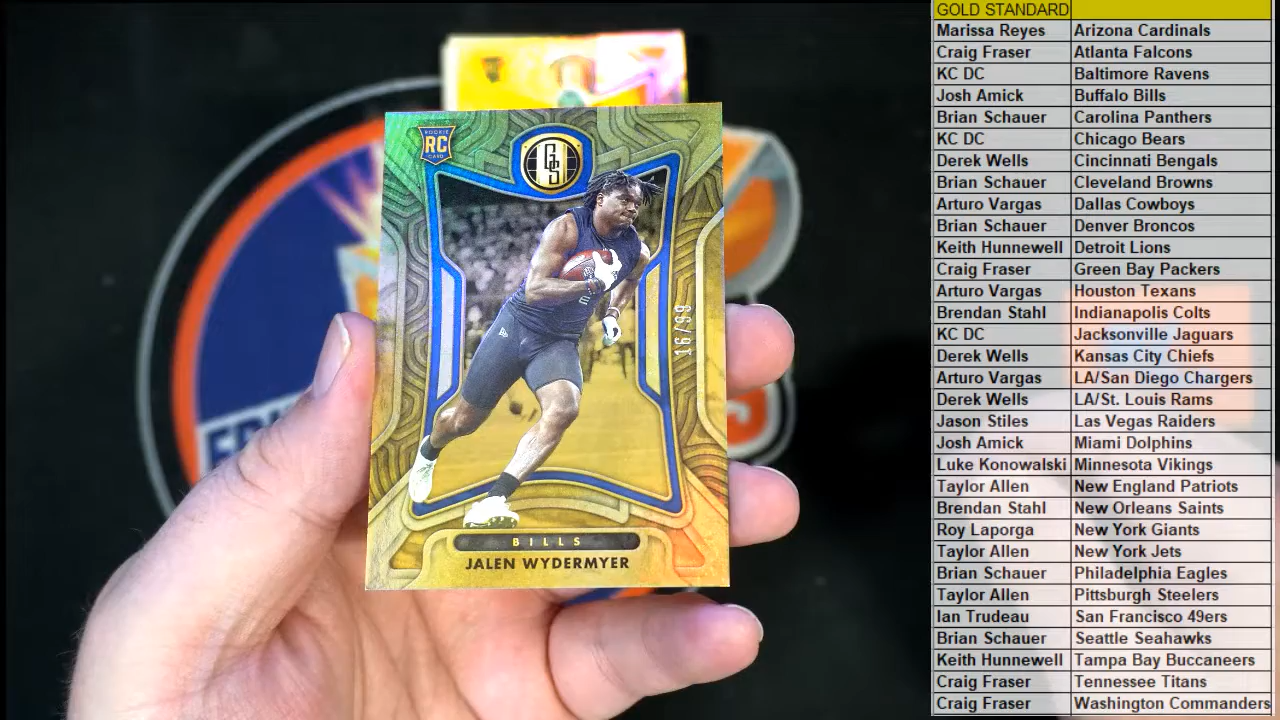 ROOKIE
RC
CARD
GS
16/99
BILLS
JALEN WYDERMYER
GOLD STANDARD
Marissa Reyes Arizona Cardinals
Craig Fraser Atlanta Falcons
KC DC Baltimore Ravens
Josh Amick Buffalo Bills
Brian Schauer Carolina Panthers
KC DC Chicago Bears
Derek Wells Cincinnati Bengals
Brian Schauer Cleveland Browns
Arturo Vargas Dallas Cowboys
Brian Schauer Denver Broncos
Keith Hunnewell Detroit Lions
Craig Fraser Green Bay Packers
Arturo Vargas Houston Texans
Brendan Stahl Indianapolis Colts
KC DC Jacksonville Jaguars
Derek Wells Kansas City Chiefs
Arturo Vargas LA/San Diego Chargers
Derek Wells LA/St. Louis Rams
Jason Stiles Las Vegas Raiders
Josh Amick Miami Dolphins
Luke Konowalski Minnesota Vikings
Taylor Allen New England Patriots
Brendan Stahl New Orleans Saints
Roy Laporga New York Giants
Taylor Allen New York Jets
Brian Schauer Philadelphia Eagles
Taylor Allen Pittsburgh Steelers
Ian Trudeau San Francisco 49ers
Brian Schauer Seattle Seahawks
Keith Hunnewell Tampa Bay Buccaneers
Craig Fraser Tennessee Titans
Craig Fraser Washington Commanders